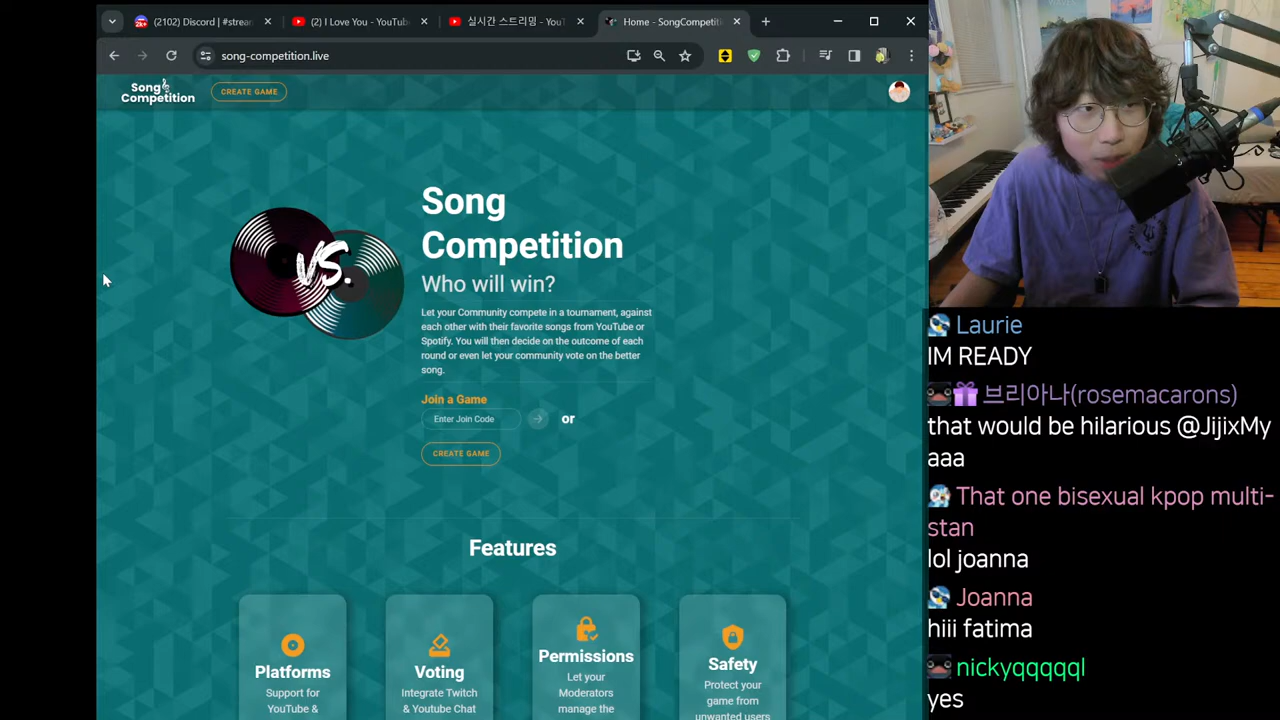 (2102) Discord | #strear
(2) I Love You - YouTub
실시간 스트리밍 - YouT
Home - SongCompetiti
song-competition.live
Song
Competition
CREATE GAME
VS.
Song
Competition
Who will win?
Let your Community compete in a tournament, against
each other with their favorite songs from YouTube or
Spotify. You will then decide on the outcome of each
round or even let your community vote on the better
song.
Join a Game
Enter Join Code
or
CREATE GAME
Features
Platforms
Support for
YouTube &
Voting
Integrate Twitch
& Youtube Chat
Permissions
Let your
Moderators
manage the
Safety
Protect your
game from
unwanted users
Laurie
IM READY
브리아나(rosemacarons)
that would be hilarious @JijixMy
aaa
That one bisexual kpop multi-
stan
lol joanna
Joanna
hiii fatima
nickyqqqqql
yes